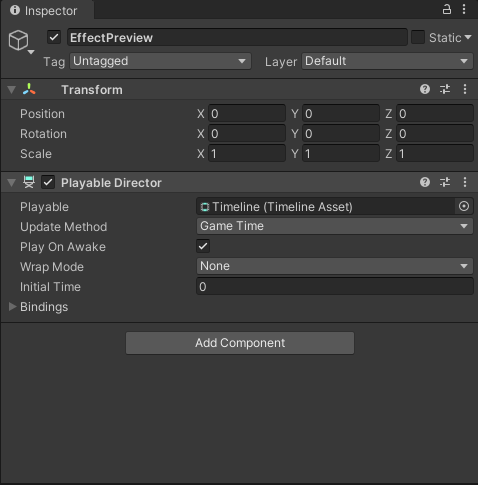 Inspector
EffectPreview Static
Tag Untagged Layer Default
Transform
Position X 0 Y 0 Z 0
Rotation X 0 Y 0 Z 0
Scale X 1 Y 1 Z 1
Playable Director
Playable Timeline (Timeline Asset)
Update Method Game Time
Play On Awake
Wrap Mode None
Initial Time 0
Bindings
Add Component